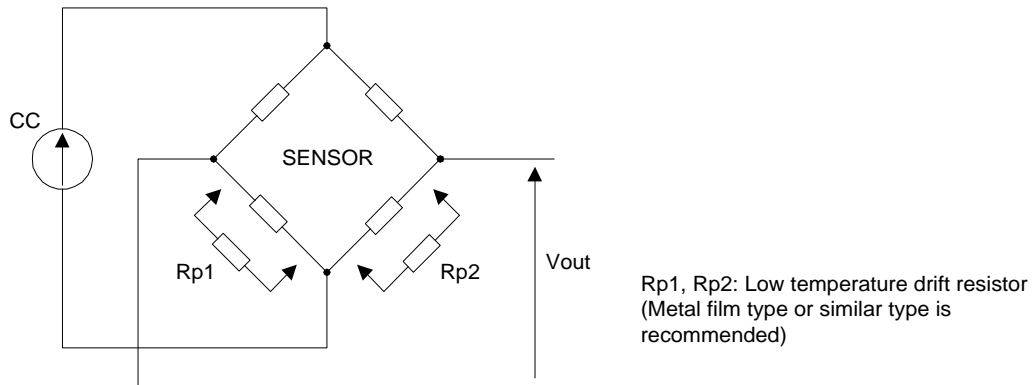 CC
SENSOR
Rp1
Rp2
Vout
Rp1, Rp2: Low temperature drift resistor
(Metal film type or similar type is
recommended)